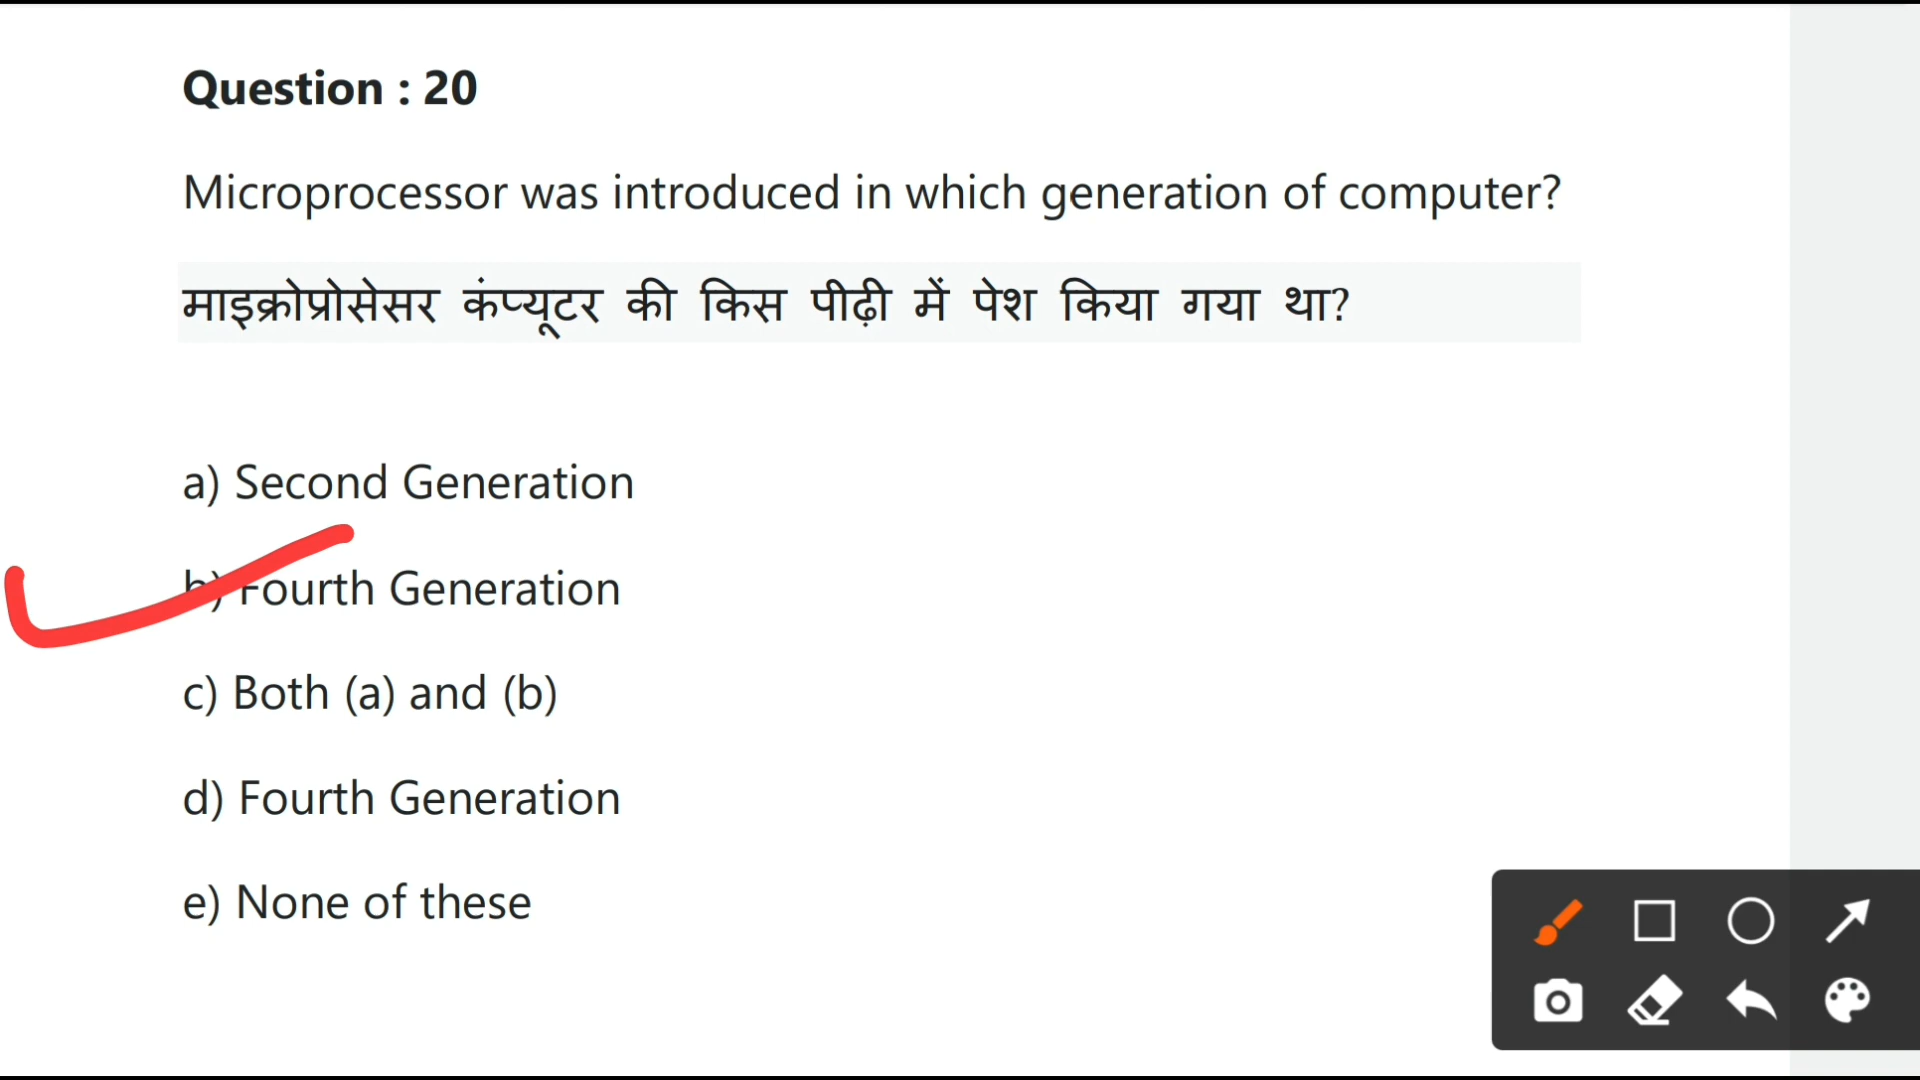 Question : 20
Microprocessor was introduced in which generation of computer?
माइक्रोप्रोसेसर कंप्यूटर की किस पीढ़ी में पेश किया गया था?
a) Second Generation
b) Fourth Generation
c) Both (a) and (b)
d) Fourth Generation
e) None of these